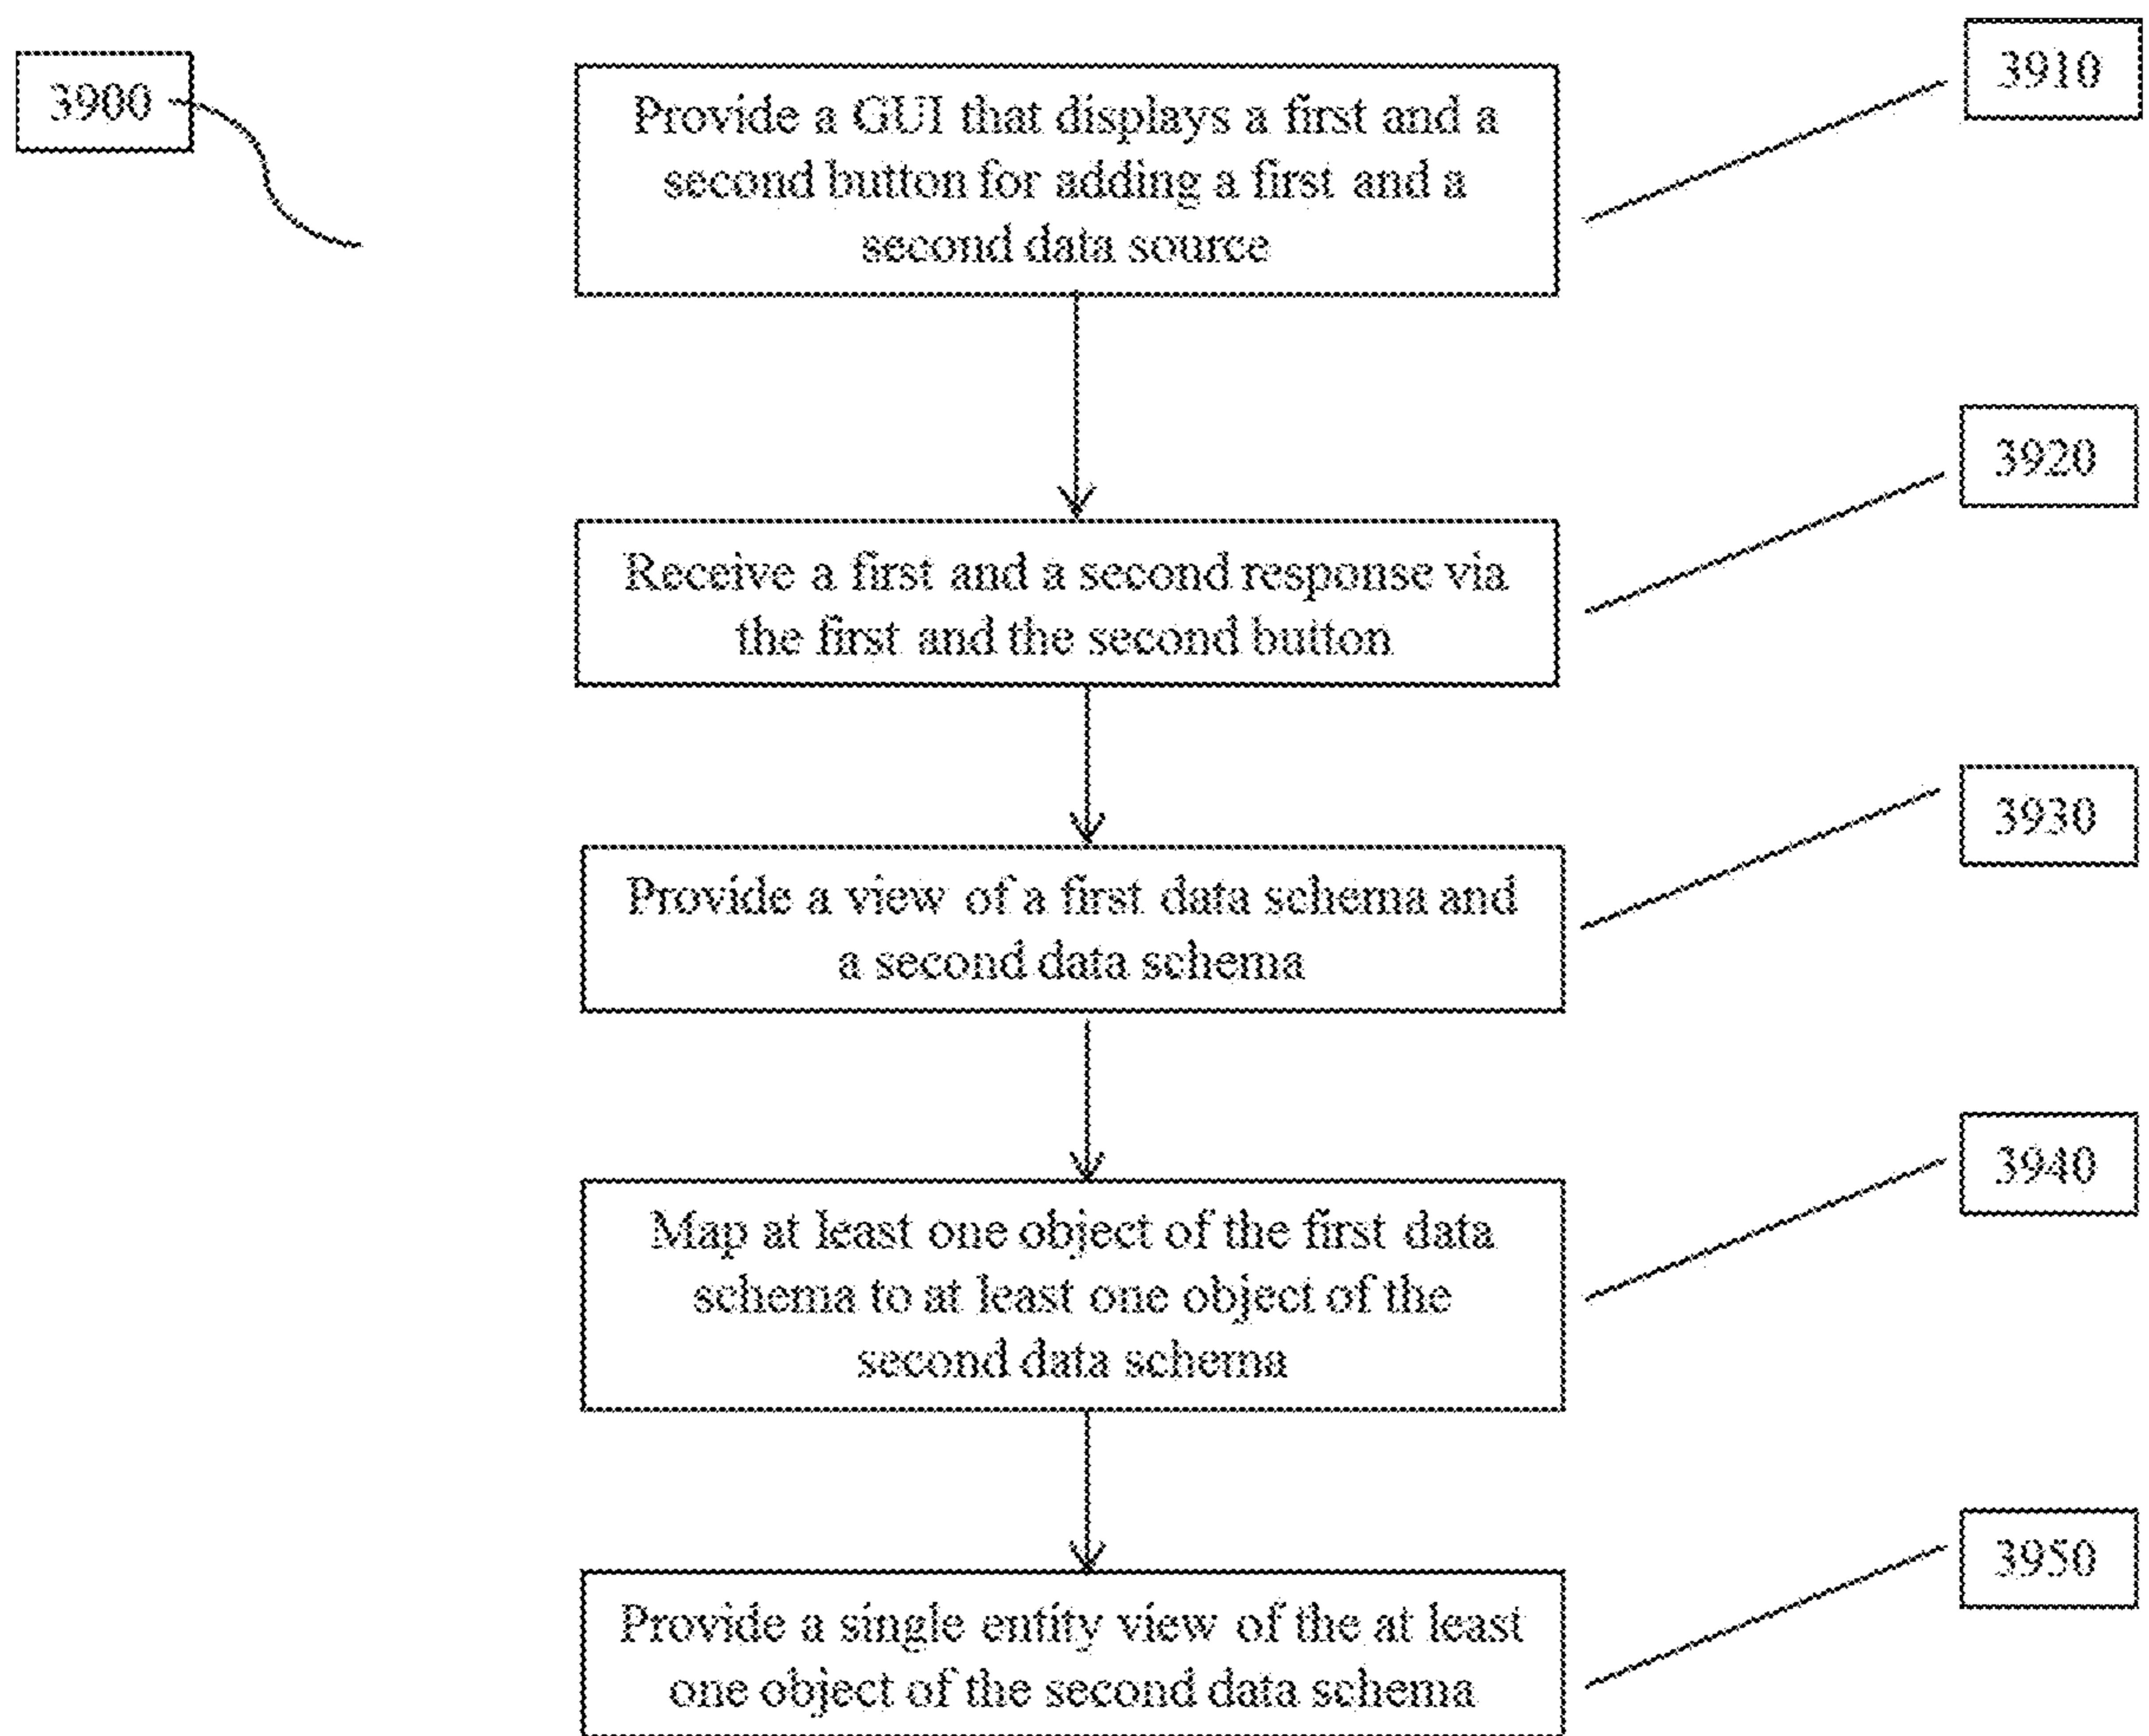 3900
Provide a GUI that displays a first and a
second button for adding a first and a
second data source
3910
Receive a first and a second response via
the first and the second button
3920
Provide a view of a first data schema and
a second data schema
3930
Map at least one object of the first data
schema to at least one object of the
second data schema
3940
Provide a single entity view of the at least
one object of the second data schema
3950